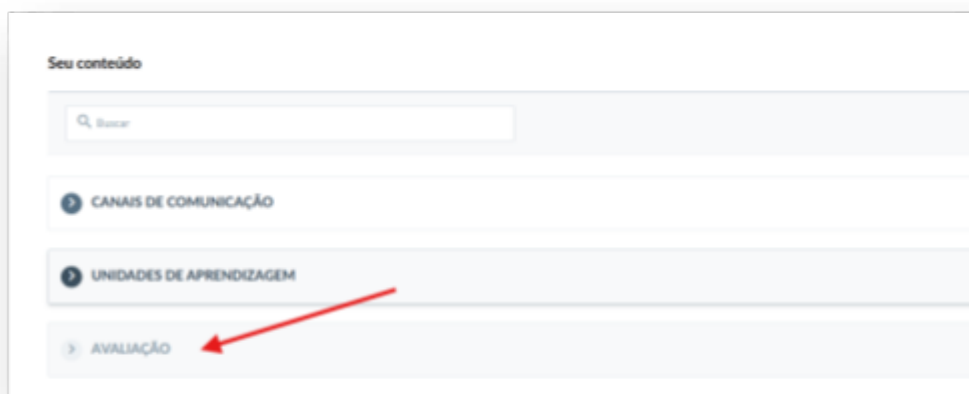 Seu conteúdo
Buscar
CANAIS DE COMUNICAÇÃO
UNIDADES DE APRENDIZAGEM
AVALIAÇÃO